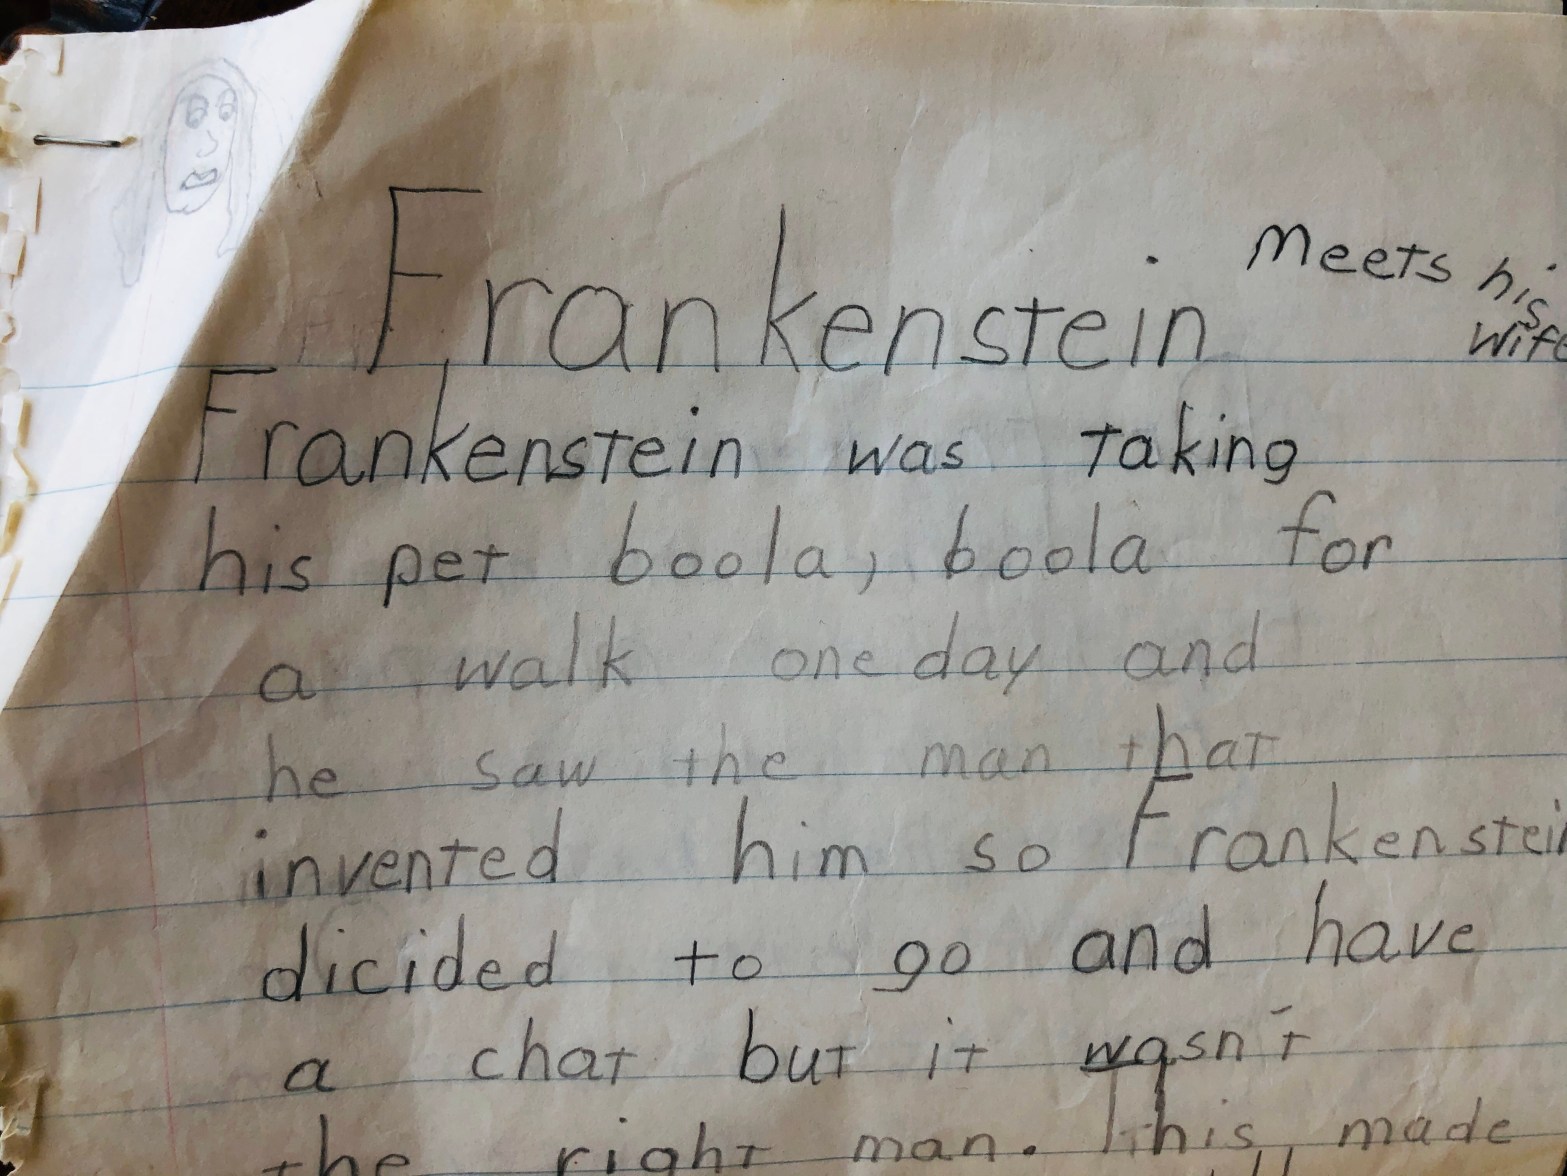 Frankenstein Meets his wife
Frankenstein was taking
his pet boola, boola for
a walk one day and
he saw the man that
invented him so Frankenstein
dicided to go and have
a chat but it wasn't
the right man. This made